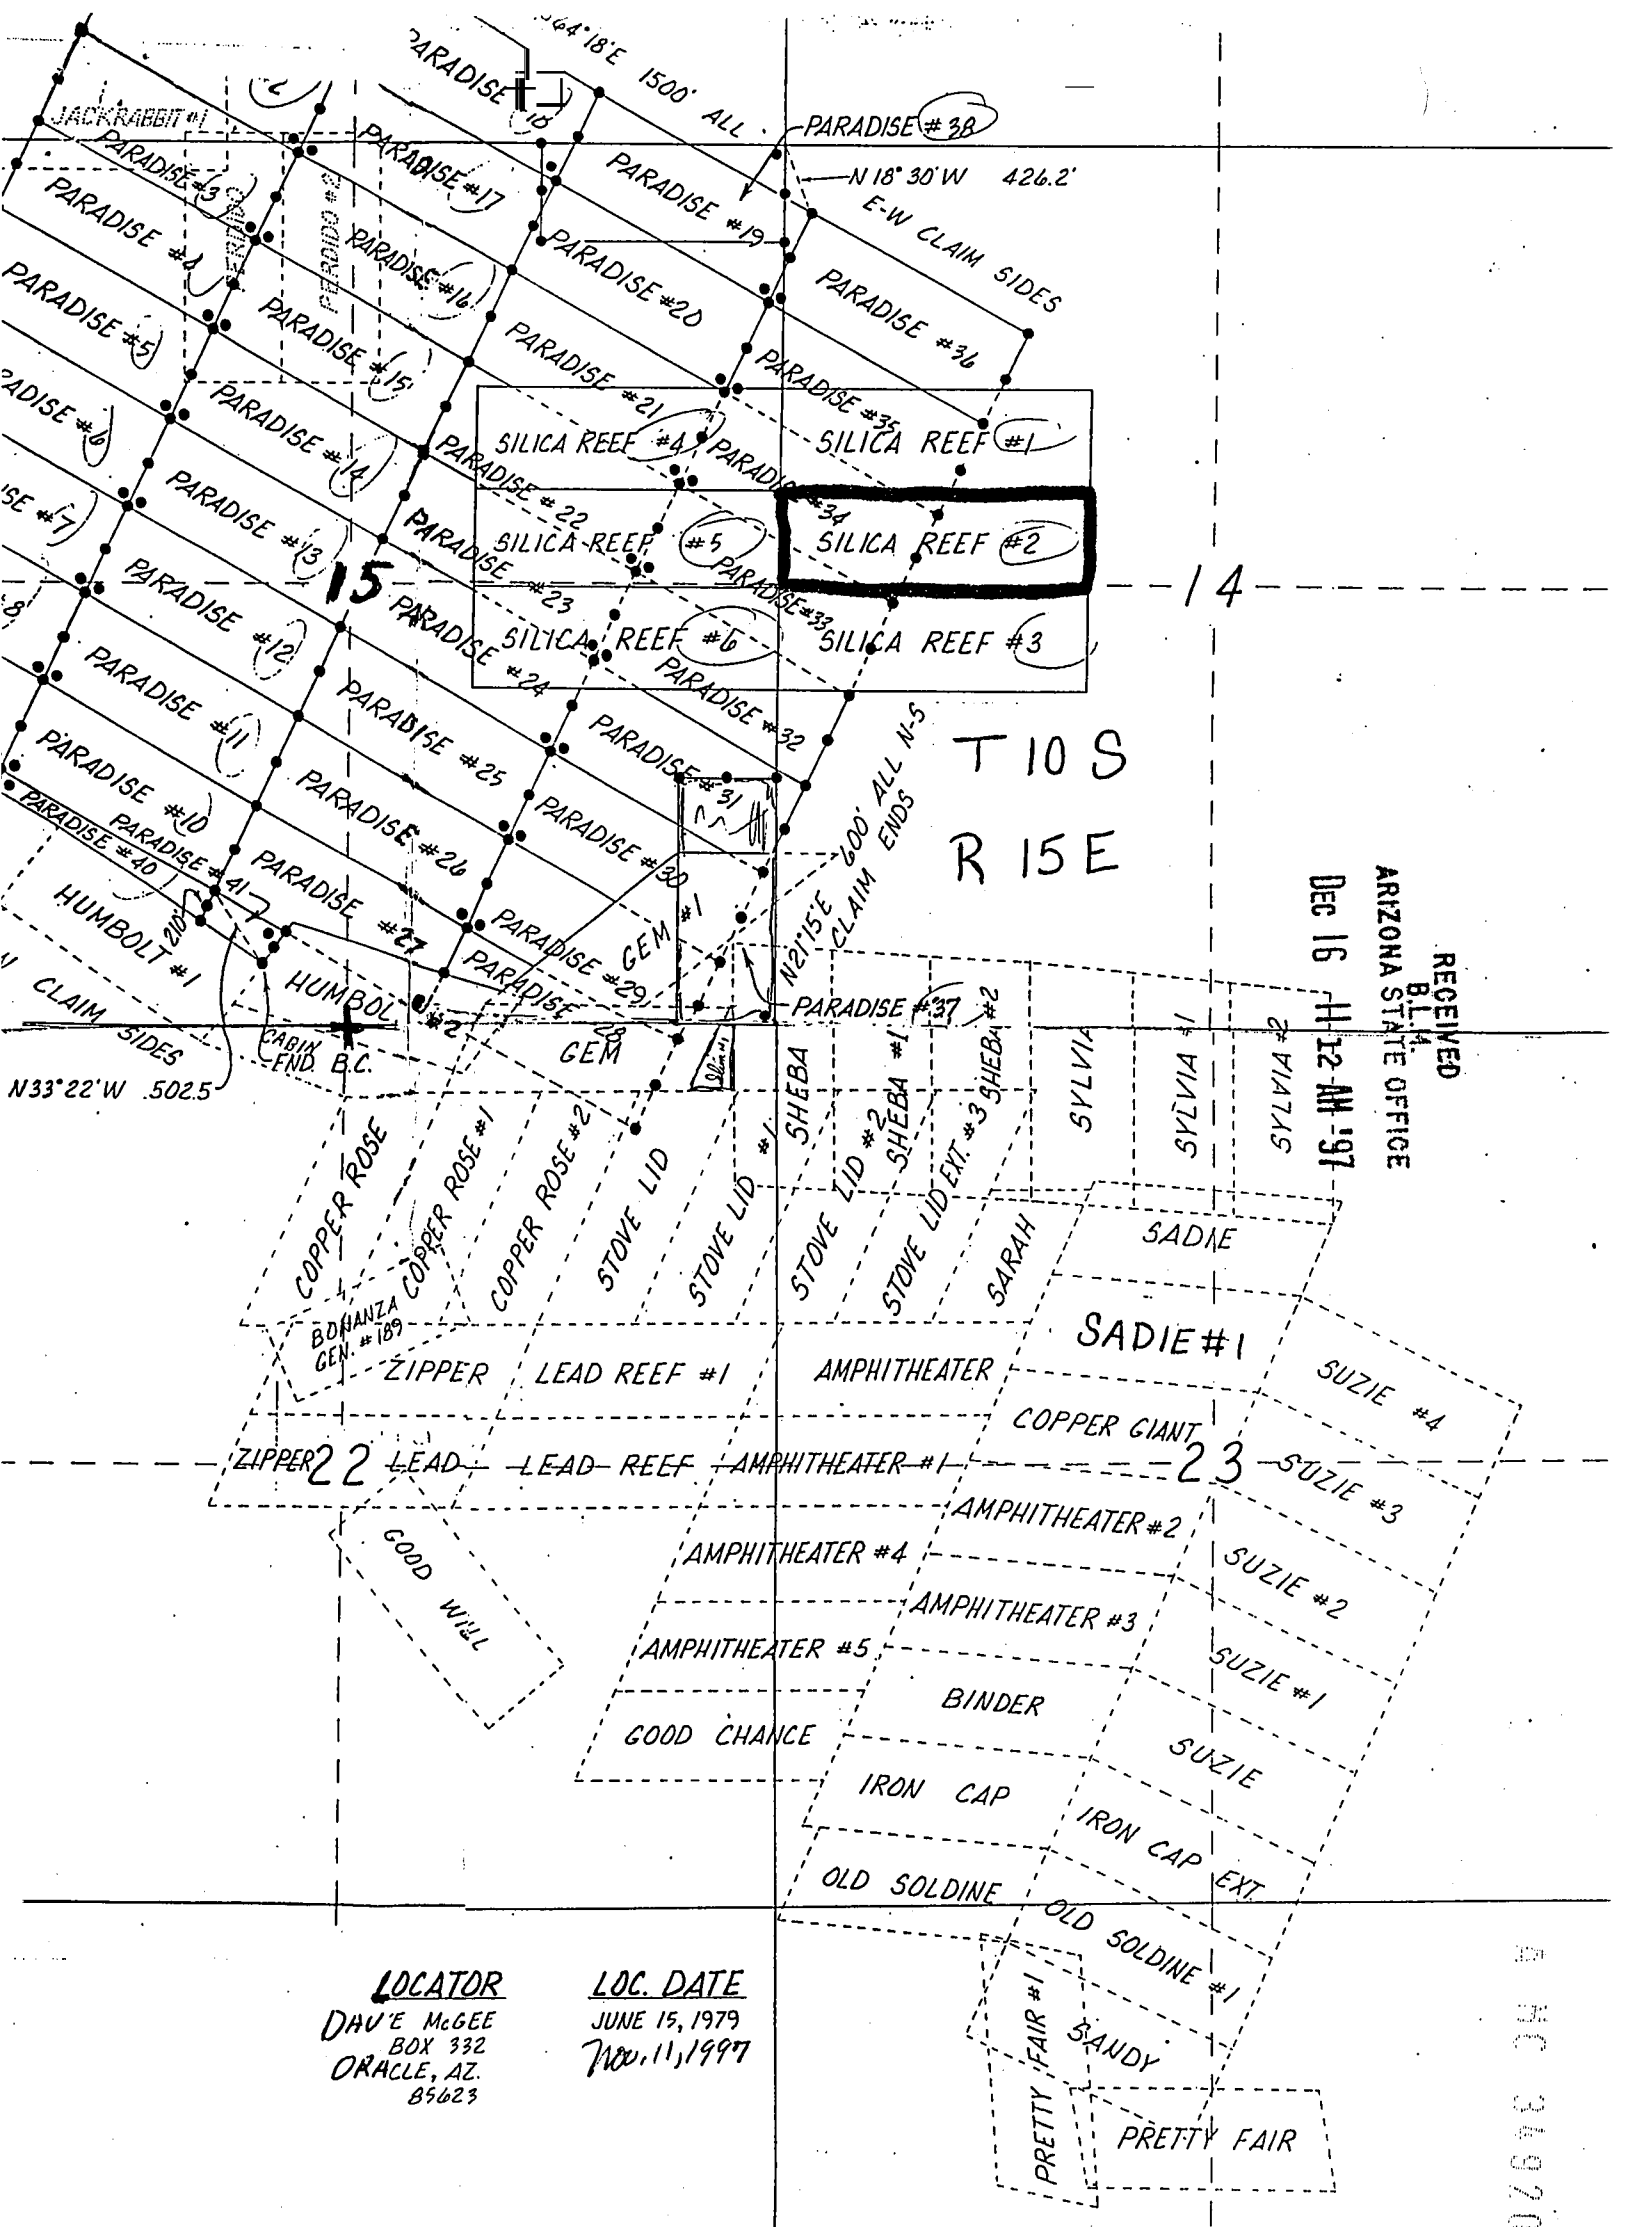 64°18'E 1500' ALL
PARADISE #18
PARADISE #38
N 18° 30' W 426.2'
E-W CLAIM SIDES
JACKRABBIT #1
PARADISE #3
PARADISE #17
PARADISE #19
PARADISE #4
PERDIDO #2
PARADISE #16
PARADISE #20
PARADISE #36
PARADISE #5
PARADISE #15
PARADISE #21
PARADISE #35
ADISE #6
PARADISE #14
SILICA REEF #4
SILICA REEF #1
PARADISE #22
PARADISE #34
SE #7
PARADISE #13
SILICA REEF #5
SILICA REEF #2
15
14
PARADISE #23
PARADISE #33
8
PARADISE #12
PARADISE #24
SILICA REEF #6
SILICA REEF #3
PARADISE #11
PARADISE #25
PARADISE #32
T 10 S
R 15 E
PARADISE #10
PARADISE #26
PARADISE #31
N21°15'E 600' ALL N-S
CLAIM ENDS
PARADISE #40
PARADISE #41
PARADISE #27
PARADISE #30
GEM #1
HUMBOLT #1
210'
PARADISE #29
PARADISE 28
PARADISE #37
CLAIM SIDES
HUMBOL #2
CABIN
END. B.C.
GEM
N33°22'W .502.5
RECEIVED
B.L.M.
ARIZONA STATE OFFICE
DEC 16 11 12 AM '97
SHEBA
SHEBA #1
SHEBA #2
SYLVIA
SYLVIA #1
SYLVIA #2
COPPER ROSE
COPPER ROSE #1
COPPER ROSE #2
STOVE LID
STOVE LID #1
STOVE LID #2
STOVE LID EXT. #3
SARAH
SADIE
SADIE #1
BONANZA
GEN. #189
ZIPPER
LEAD REEF #1
AMPHITHEATER
SUZIE #4
COPPER GIANT
ZIPPER
22
LEAD
LEAD REEF
AMPHITHEATER #1
23
SUZIE #3
GOOD WILL
AMPHITHEATER #2
AMPHITHEATER #4
SUZIE #2
AMPHITHEATER #3
AMPHITHEATER #5
SUZIE #1
BINDER
GOOD CHANCE
SUZIE
IRON CAP
IRON CAP EXT.
OLD SOLDINE
OLD SOLDINE #1
PRETTY FAIR #1
SANDY
PRETTY FAIR
LOCATOR
DAVE McGEE
BOX 332
ORACLE, AZ.
85623
LOC. DATE
JUNE 15, 1979
Nov. 11, 1997